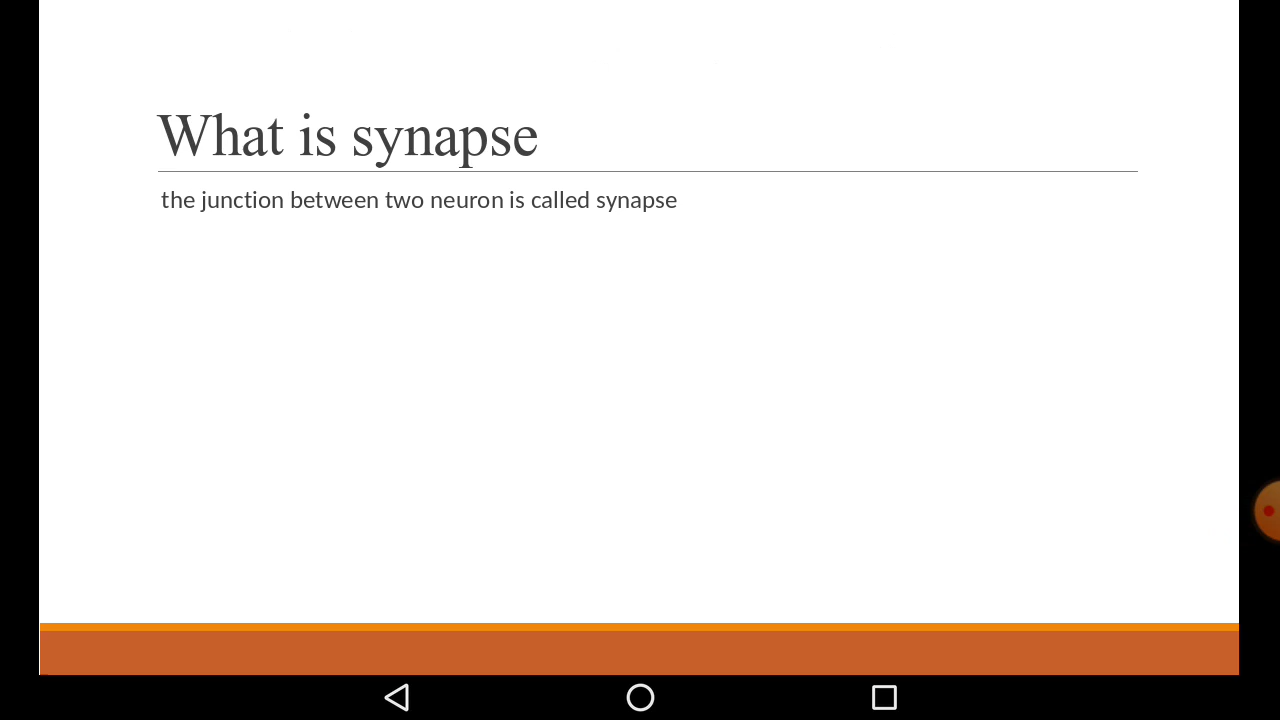 What is synapse
the junction between two neuron is called synapse